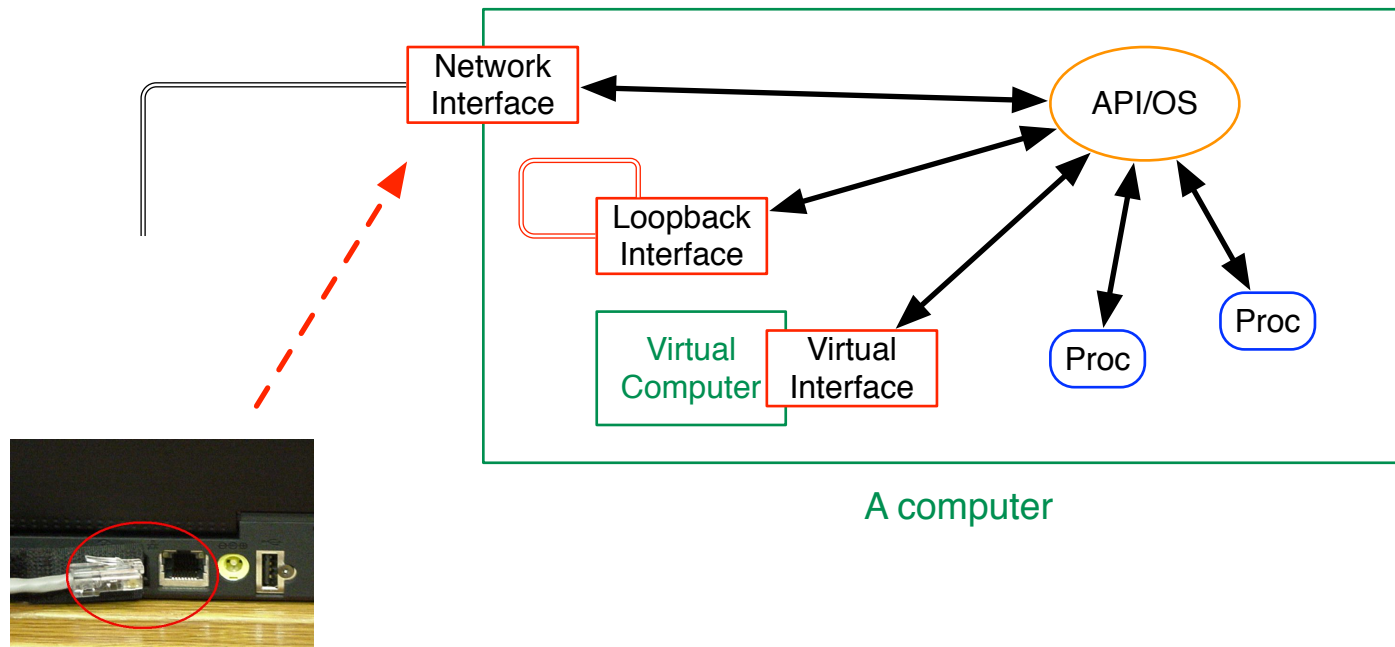 Network
Interface
API/OS
Loopback
Interface
Virtual
Computer
Virtual
Interface
Proc
Proc
A computer